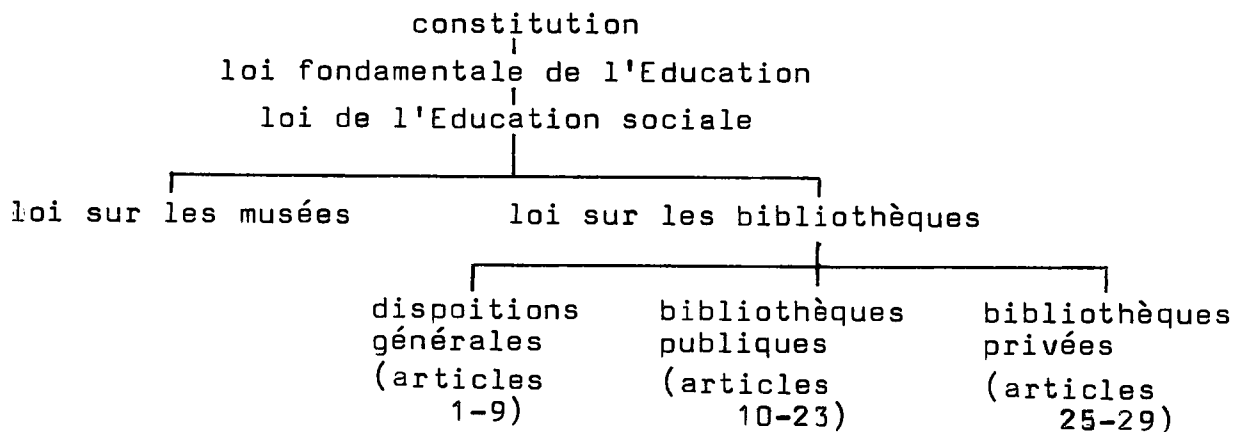 constitution
loi fondamentale de l'Education
loi de l'Education sociale
loi sur les musées
loi sur les bibliothèques
dispoitions
générales
(articles
1-9)
bibliothèques
publiques
(articles
10-23)
bibliothèques
privées
(articles
25-29)